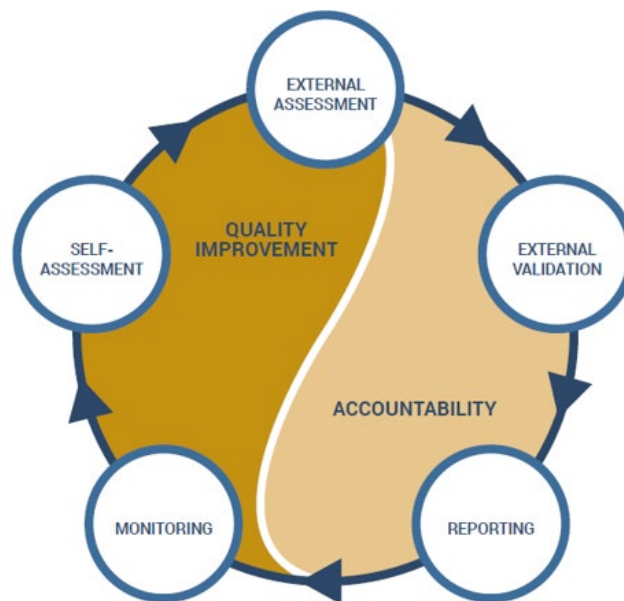 EXTERNAL
ASSESSMENT
QUALITY
IMPROVEMENT
SELF-
ASSESSMENT
EXTERNAL
VALIDATION
ACCOUNTABILITY
MONITORING
REPORTING